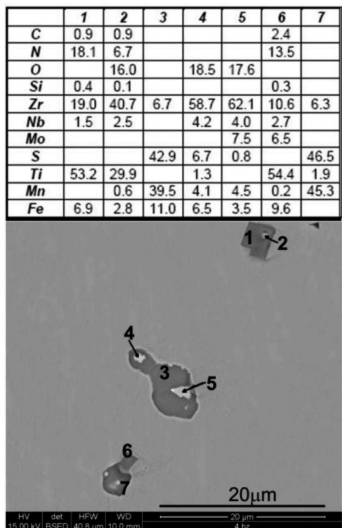 1 2 3 4 5 6 7
C 0.9 0.9 2.4
N 18.1 6.7 13.5
O 16.0 18.5 17.6
Si 0.4 0.1 0.3
Zr 19.0 40.7 6.7 58.7 62.1 10.6 6.3
Nb 1.5 2.5 4.2 4.0 2.7
Mo 7.5 6.5
S 42.9 6.7 0.8 46.5
Ti 53.2 29.9 1.3 54.4 1.9
Mn 0.6 39.5 4.1 4.5 0.2 45.3
Fe 6.9 2.8 11.0 6.5 3.5 9.6
1 2
4
3
5
6
7
20µm
HV det HFW WD 20 µm
15.00 kV BSED 40.8 µm 10.0 mm 4 hr